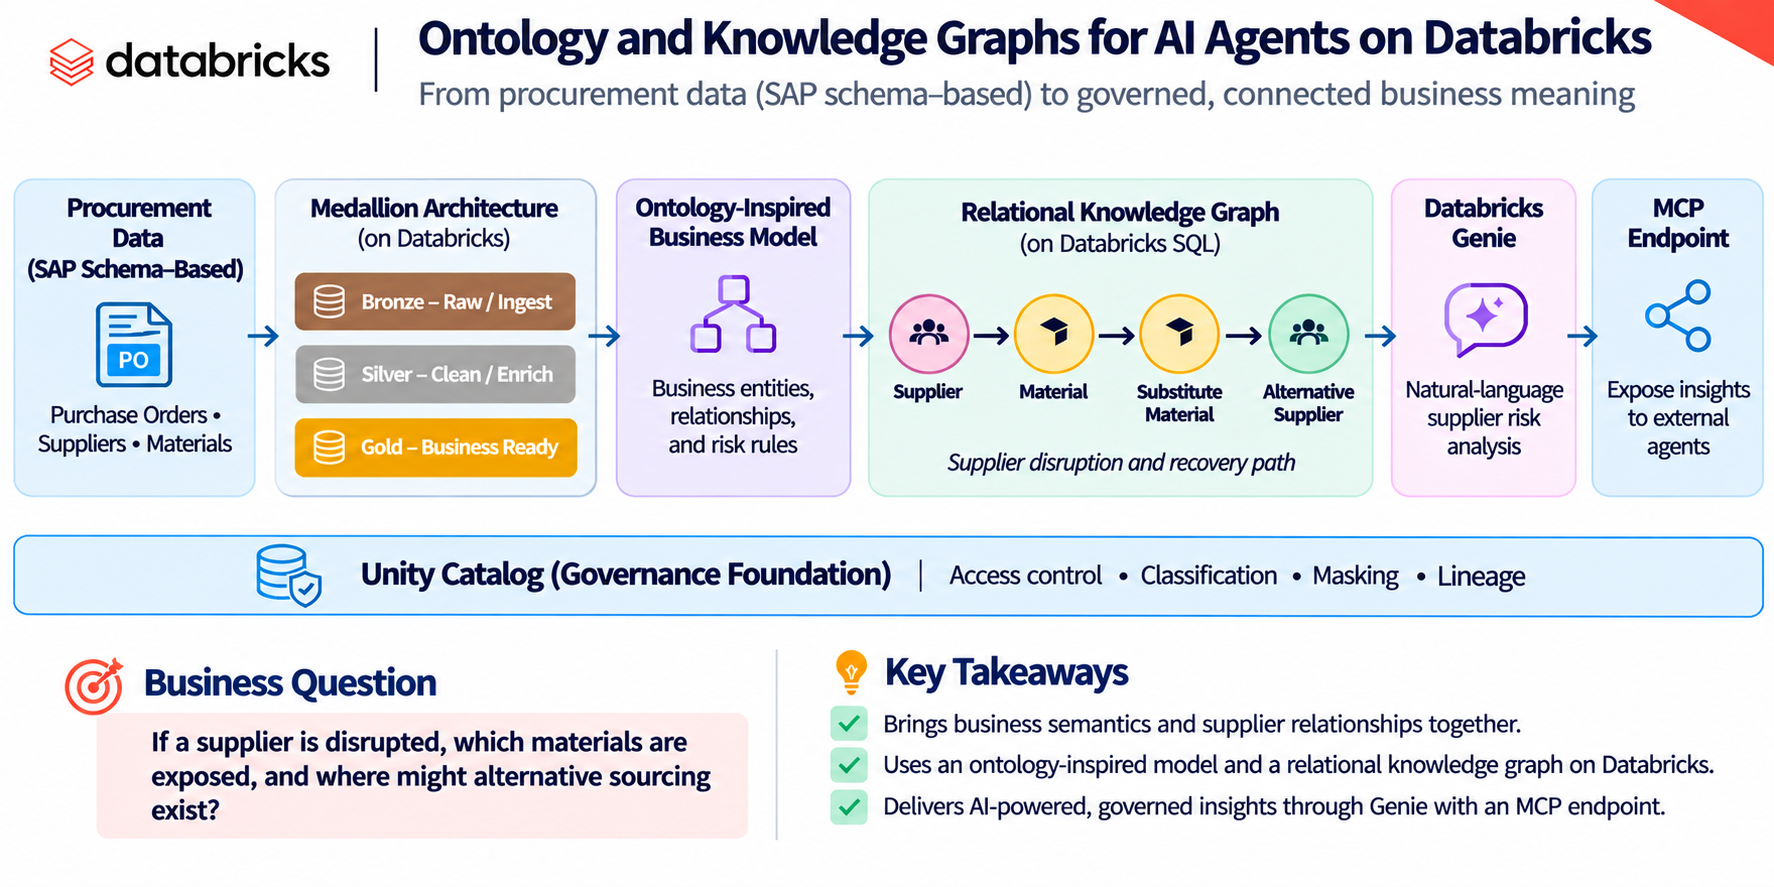 databricks
Ontology and Knowledge Graphs for AI Agents on Databricks
From procurement data (SAP schema–based) to governed, connected business meaning
Procurement
Data
(SAP Schema–Based)
PO
Purchase Orders •
Suppliers • Materials
Medallion Architecture
(on Databricks)
Bronze – Raw / Ingest
Silver – Clean / Enrich
Gold – Business Ready
Ontology-Inspired
Business Model
Business entities,
relationships,
and risk rules
Relational Knowledge Graph
(on Databricks SQL)
Supplier
Material
Substitute
Material
Alternative
Supplier
Supplier disruption and recovery path
Databricks
Genie
Natural-language
supplier risk
analysis
MCP
Endpoint
Expose insights
to external
agents
Unity Catalog (Governance Foundation) | Access control • Classification • Masking • Lineage
Business Question
If a supplier is disrupted, which materials are
exposed, and where might alternative sourcing
exist?
Key Takeaways
Brings business semantics and supplier relationships together.
Uses an ontology-inspired model and a relational knowledge graph on Databricks.
Delivers AI-powered, governed insights through Genie with an MCP endpoint.